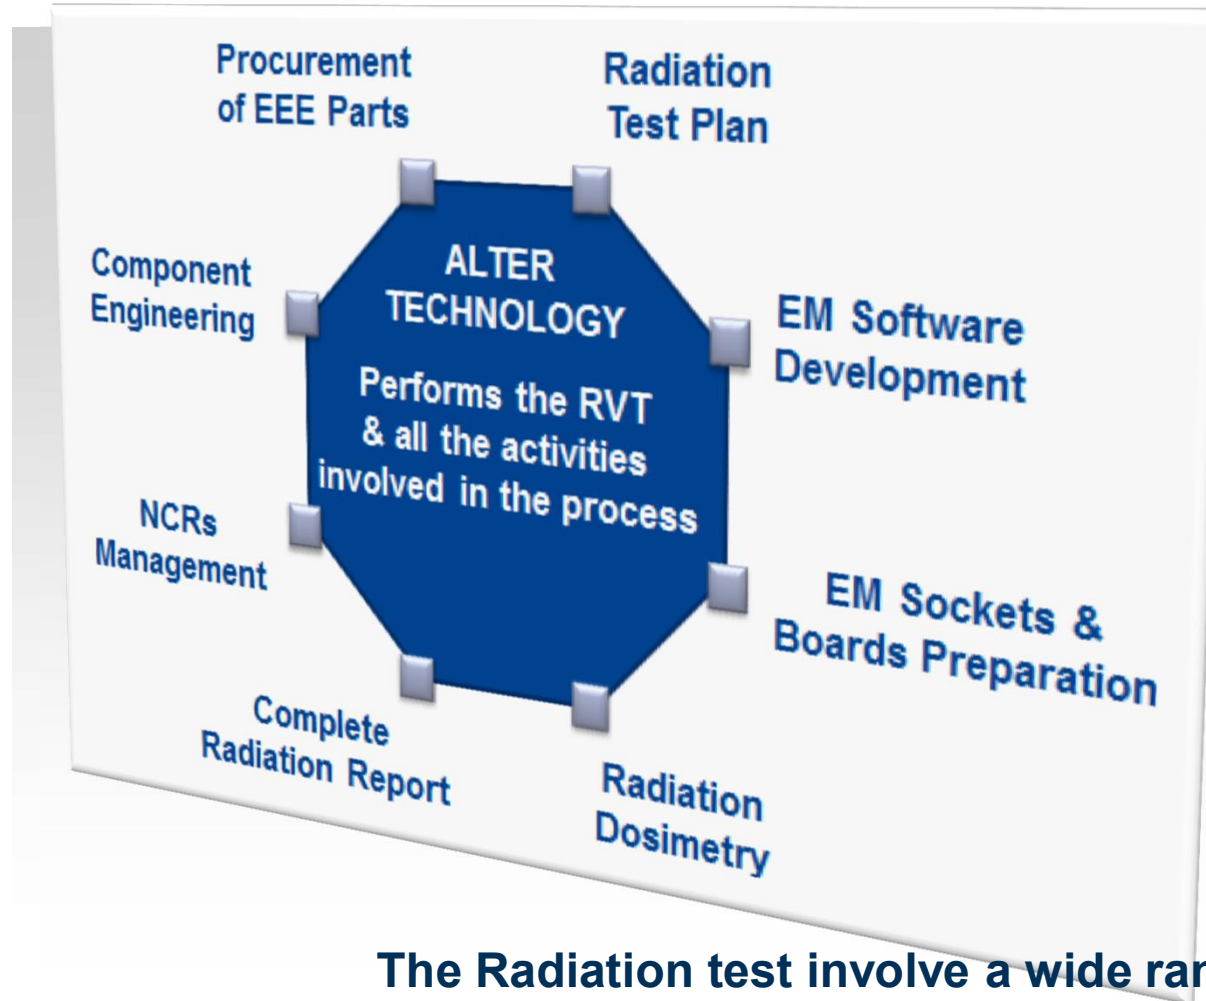 Procurement
of EEE Parts
Radiation
Test Plan
Component
Engineering
ALTER
TECHNOLOGY
Performs the RVT
& all the activities
involved in the process
EM Software
Development
NCRs
Management
EM Sockets &
Boards Preparation
Complete
Radiation Report
Radiation
Dosimetry
The Radiation test involve a wide